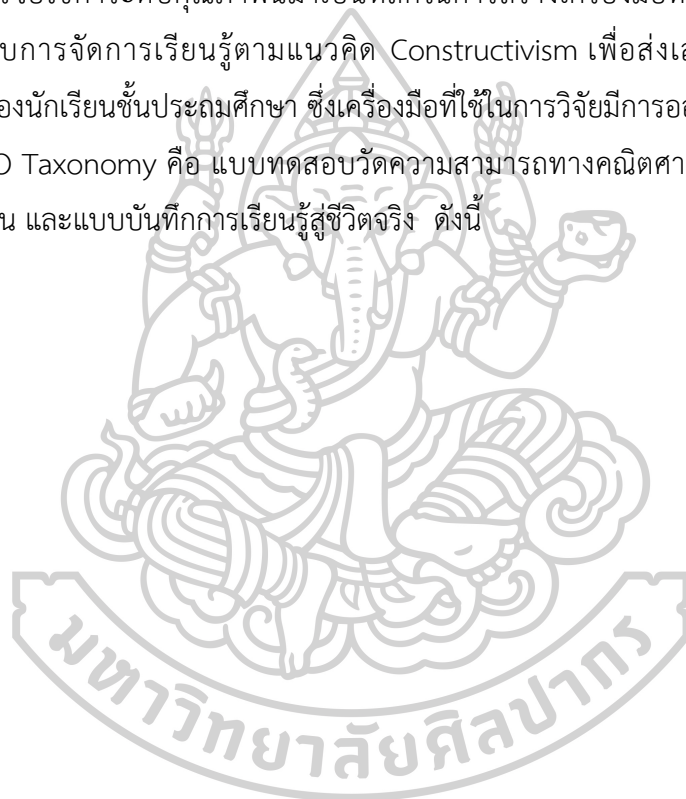 บการจัดการเรียนรู้ตามแนวคิด Constructivism เพื่อส่งเส
องนักเรียนชั้นประถมศึกษา ซึ่งเครื่องมือที่ใช้ในการวิจัยมีการออ
O Taxonomy คือ แบบทดสอบวัดความสามารถทางคณิตศา
น และแบบบันทึกการเรียนรู้สู่ชีวิตจริง ดังนี้
มหาวิทยาลัยศิลปากร